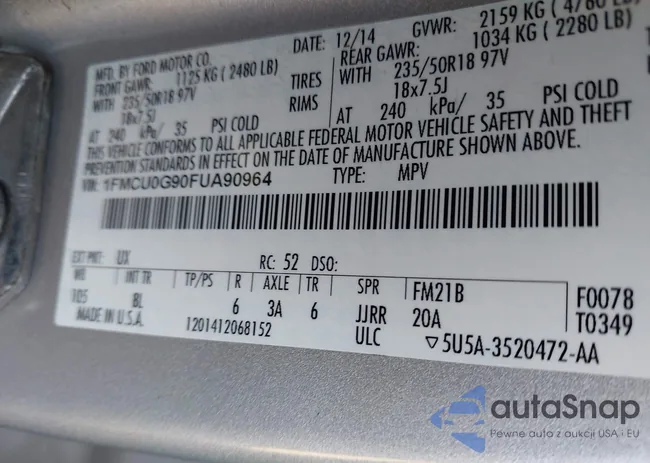 MFD. BY FORD MOTOR CO. DATE: 12/14 GVWR: 2159 KG (4760 LB)
FRONT GAWR: 1125 KG (2480 LB) REAR GAWR: 1034 KG (2280 LB)
WITH 235/50R18 97V TIRES WITH 235/50R18 97V
18x7.5J RIMS 18x7.5J
AT 240 kPa/ 35 PSI COLD AT 240 kPa/ 35 PSI COLD
THIS VEHICLE CONFORMS TO ALL APPLICABLE FEDERAL MOTOR VEHICLE SAFETY AND THEFT
PREVENTION STANDARDS IN EFFECT ON THE DATE OF MANUFACTURE SHOWN ABOVE.
VIN: 1FMCU0G90FUA90964 TYPE: MPV
EXT PNT: UX RC: 52 DSO:
WB INT TR TP/PS R AXLE TR SPR FM21B F0078
105 BL 6 3A 6 JJRR 20A T0349
MADE IN U.S.A. 1201412068152 ULC ▽5U5A-3520472-AA
autoSnap
Pewne auta z aukcji USA i EU